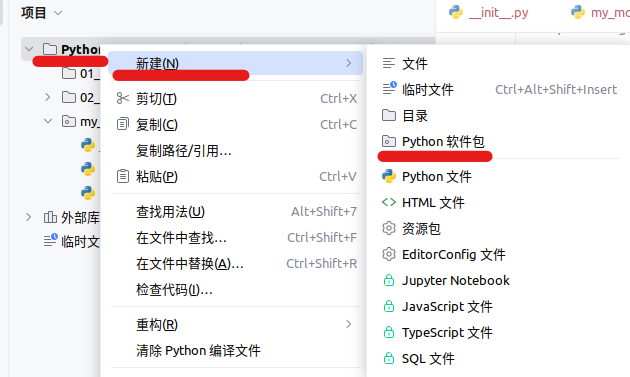 项目
__init__.py
my_mo
Python
01_
02_
my_
外部库
临时文
新建(N)
剪切(T) Ctrl+X
复制(C) Ctrl+C
复制路径/引用...
粘贴(P) Ctrl+V
查找用法(U) Alt+Shift+7
在文件中查找... Ctrl+Shift+F
在文件中替换(A)... Ctrl+Shift+R
检查代码(I)...
重构(R)
清除 Python 编译文件
文件
临时文件 Ctrl+Alt+Shift+Insert
目录
Python 软件包
Python 文件
HTML 文件
资源包
EditorConfig 文件
Jupyter Notebook
JavaScript 文件
TypeScript 文件
SQL 文件